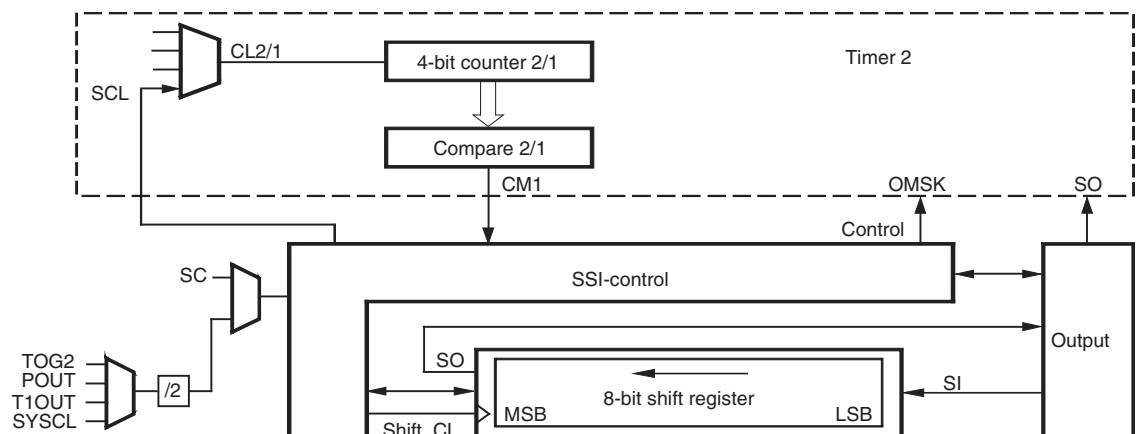 CL2/1
4-bit counter 2/1
Timer 2
SCL
Compare 2/1
CM1
OMSK
SO
Control
SC
SSI-control
TOG2
POUT
T1OUT
SYSCL
/2
SO
Output
8-bit shift register
SI
MSB
LSB
Shift_CL